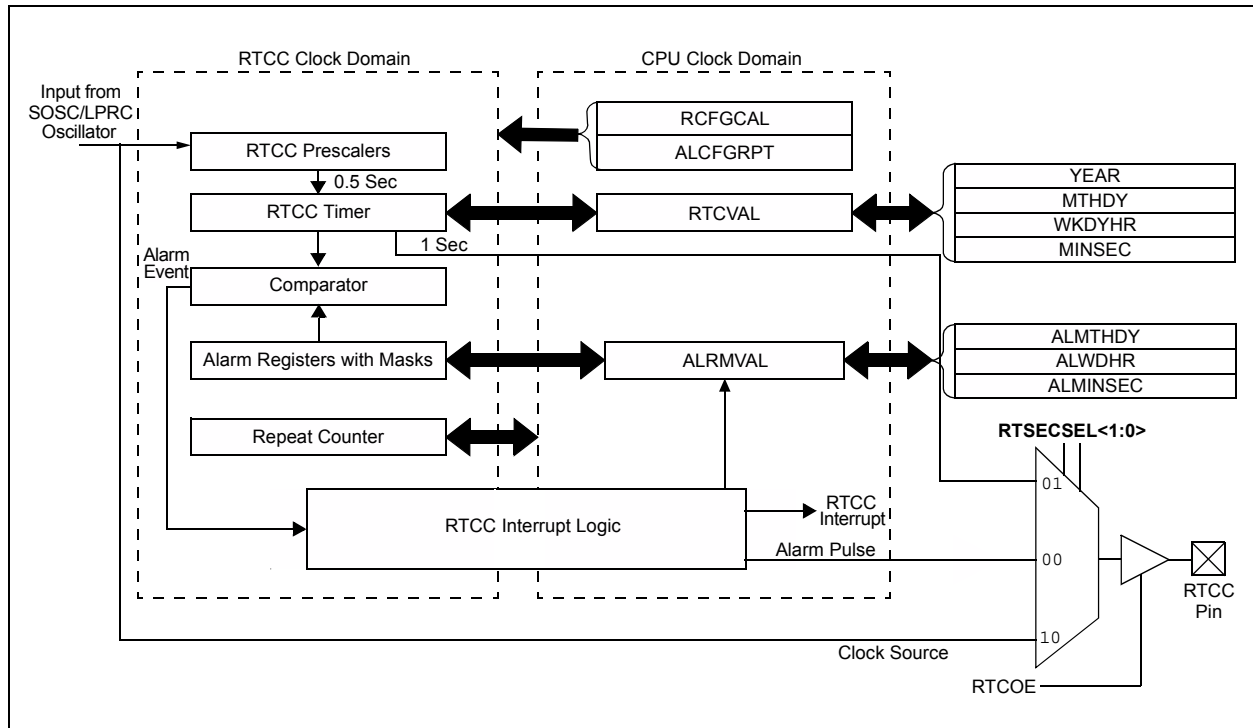 RTCC Clock Domain
CPU Clock Domain
Input from
SOSC/LPRC
Oscillator
RCFGCAL
ALCFGRPT
RTCC Prescalers
0.5 Sec
RTCC Timer
RTCVAL
YEAR
MTHDY
WKDYHR
MINSEC
1 Sec
Alarm
Event
Comparator
Alarm Registers with Masks
ALRMVAL
ALMTHDY
ALWDHR
ALMINSEC
Repeat Counter
RTSECSEL<1:0>
01
RTCC Interrupt Logic
RTCC
Interrupt
Alarm Pulse
00
RTCC
Pin
10
Clock Source
RTCOE